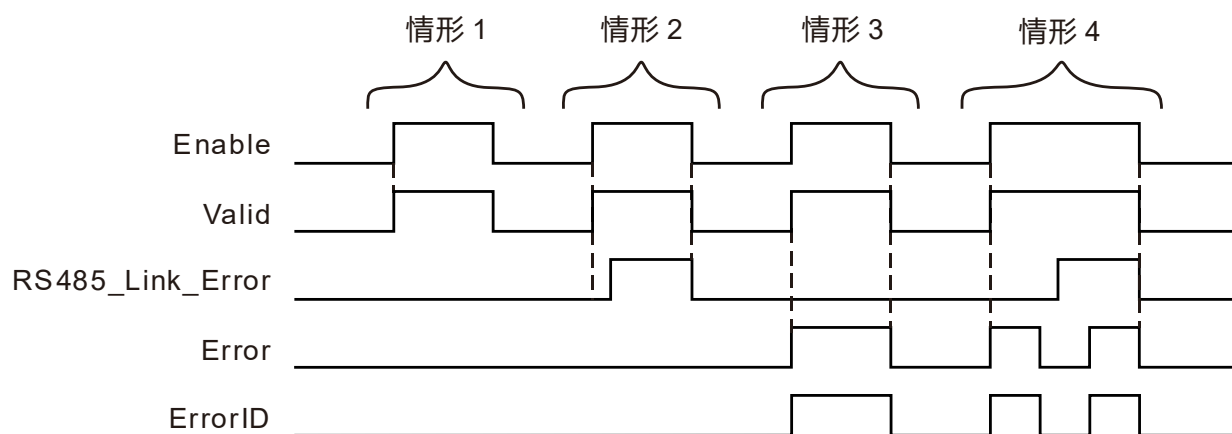 情形 1 情形 2 情形 3 情形 4
Enable
Valid
RS485_Link_Error
Error
ErrorID